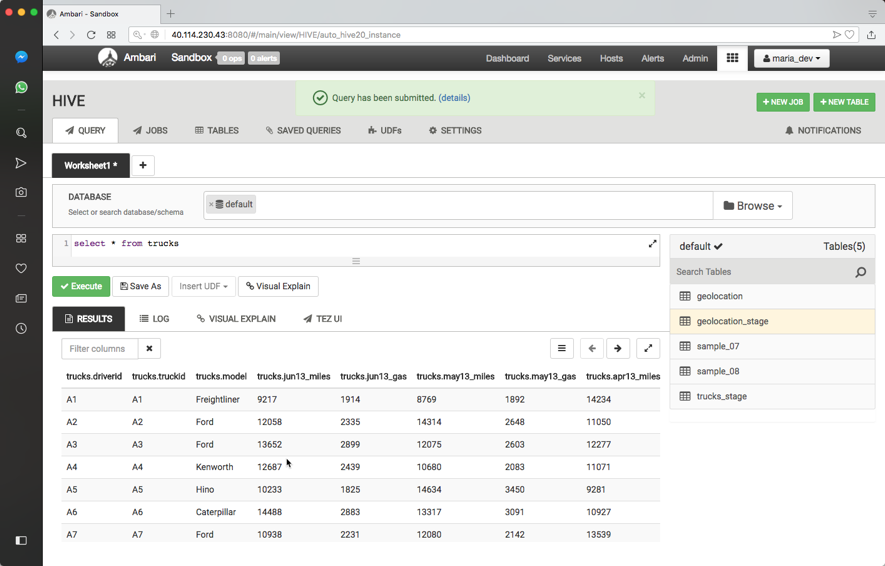 Ambari - Sandbox
40.114.230.43:8080/#/main/view/HIVE/auto_hive20_instance
Ambari Sandbox 0 ops 0 alerts Dashboard Services Hosts Alerts Admin maria_dev
HIVE
Query has been submitted. (details)
NEW JOB NEW TABLE
QUERY JOBS TABLES SAVED QUERIES UDFs SETTINGS NOTIFICATIONS
Worksheet1 *
DATABASE
Select or search database/schema
× default
Browse
1 select * from trucks
default Tables(5)
Search Tables
geolocation
geolocation_stage
sample_07
sample_08
trucks_stage
Execute Save As Insert UDF Visual Explain
RESULTS LOG VISUAL EXPLAIN TEZ UI
Filter columns
trucks.driverid trucks.truckid trucks.model trucks.jun13_miles trucks.jun13_gas trucks.may13_miles trucks.may13_gas trucks.apr13_miles
A1 A1 Freightliner 9217 1914 8769 1892 14234
A2 A2 Ford 12058 2335 14314 2648 11050
A3 A3 Ford 13652 2899 12075 2603 12277
A4 A4 Kenworth 12687 2439 10680 2083 11071
A5 A5 Hino 10233 1825 14634 3450 9281
A6 A6 Caterpillar 14488 2883 13317 3091 10927
A7 A7 Ford 10938 2231 12080 2142 13539